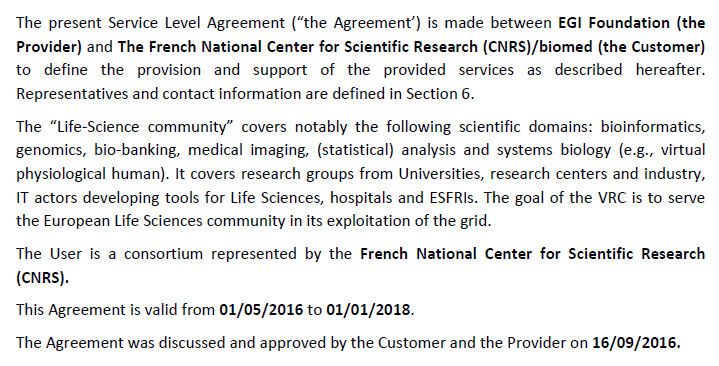 The present Service Level Agreement (“the Agreement’) is made between EGI Foundation (the
Provider) and The French National Center for Scientific Research (CNRS)/biomed (the Customer)
to define the provision and support of the provided services as described hereafter.
Representatives and contact information are defined in Section 6.
The “Life-Science community” covers notably the following scientific domains: bioinformatics,
genomics, bio-banking, medical imaging, (statistical) analysis and systems biology (e.g., virtual
physiological human). It covers research groups from Universities, research centers and industry,
IT actors developing tools for Life Sciences, hospitals and ESFRIs. The goal of the VRC is to serve
the European Life Sciences community in its exploitation of the grid.
The User is a consortium represented by the French National Center for Scientific Research
(CNRS).
This Agreement is valid from 01/05/2016 to 01/01/2018.
The Agreement was discussed and approved by the Customer and the Provider on 16/09/2016.